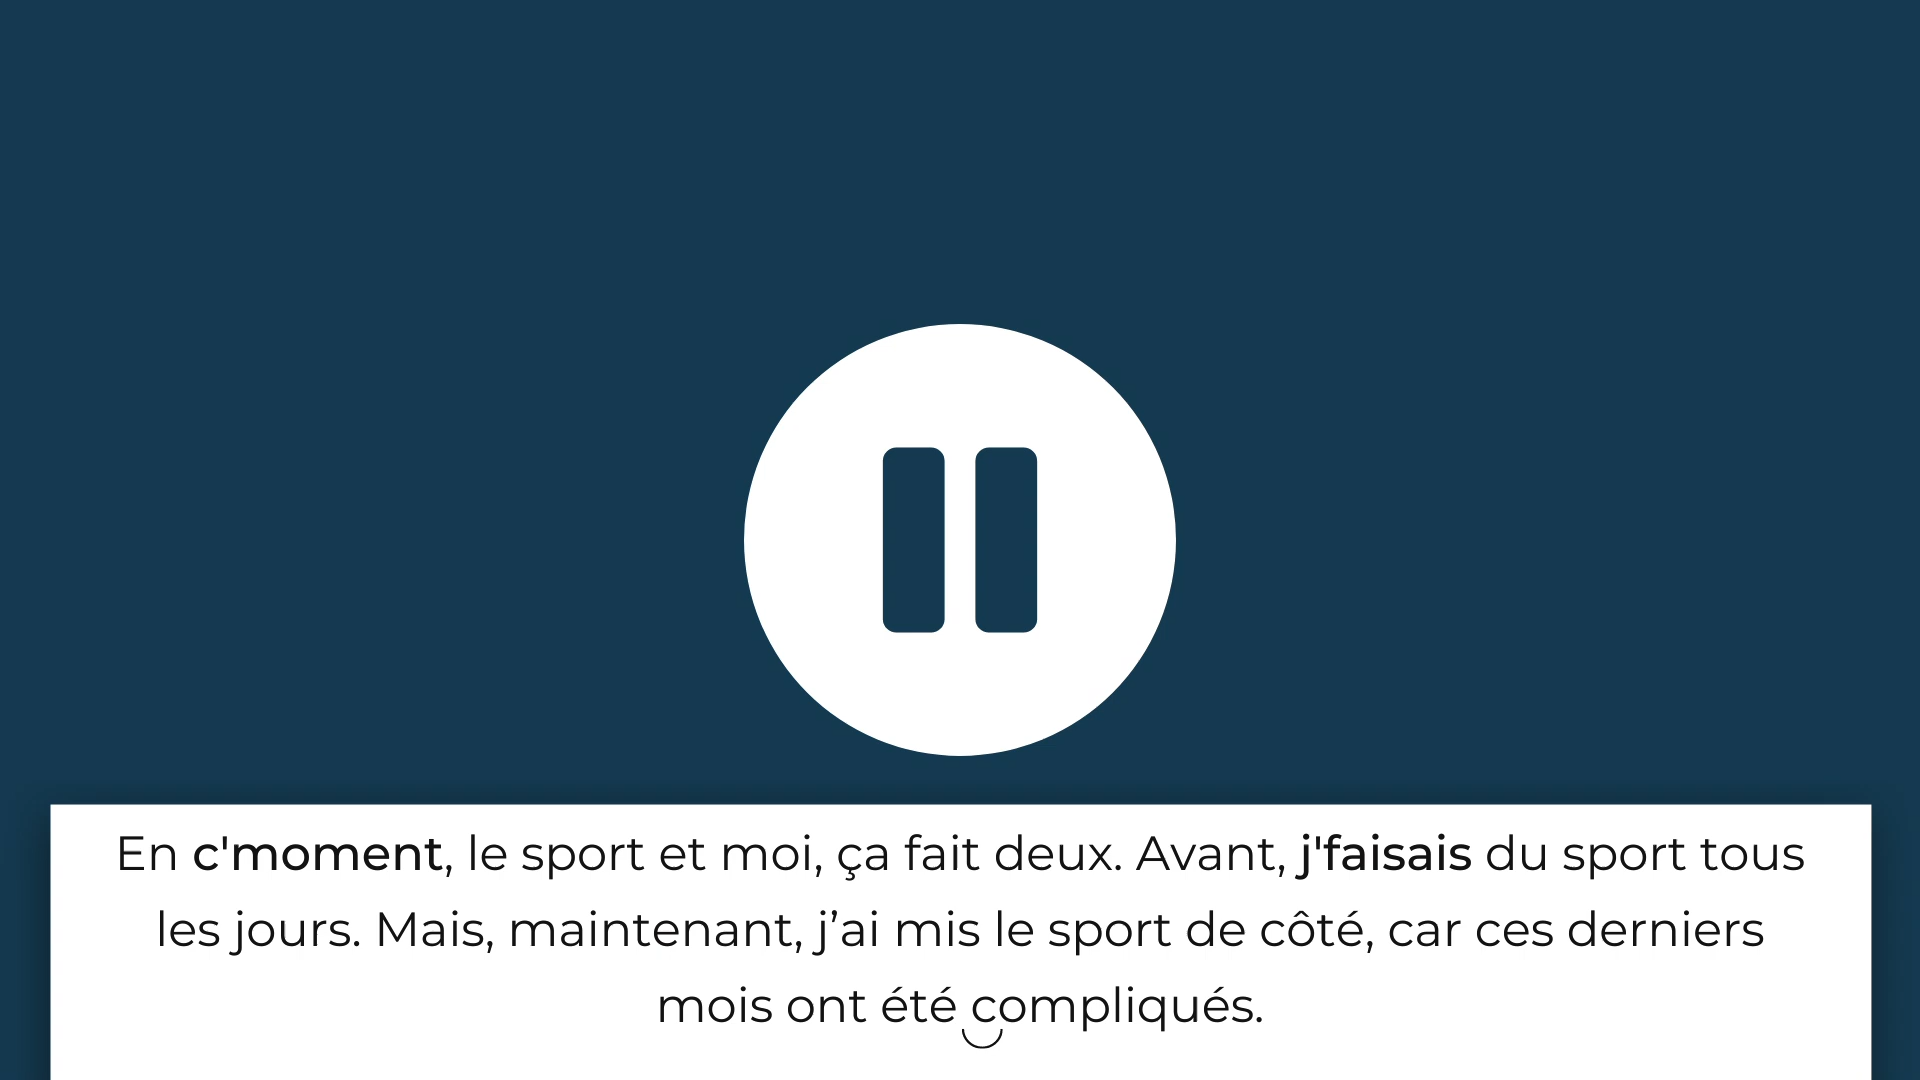 En c'moment, le sport et moi, ça fait deux. Avant, j'faisais du sport tous
les jours. Mais, maintenant, j’ai mis le sport de côté, car ces derniers
mois ont été compliqués.